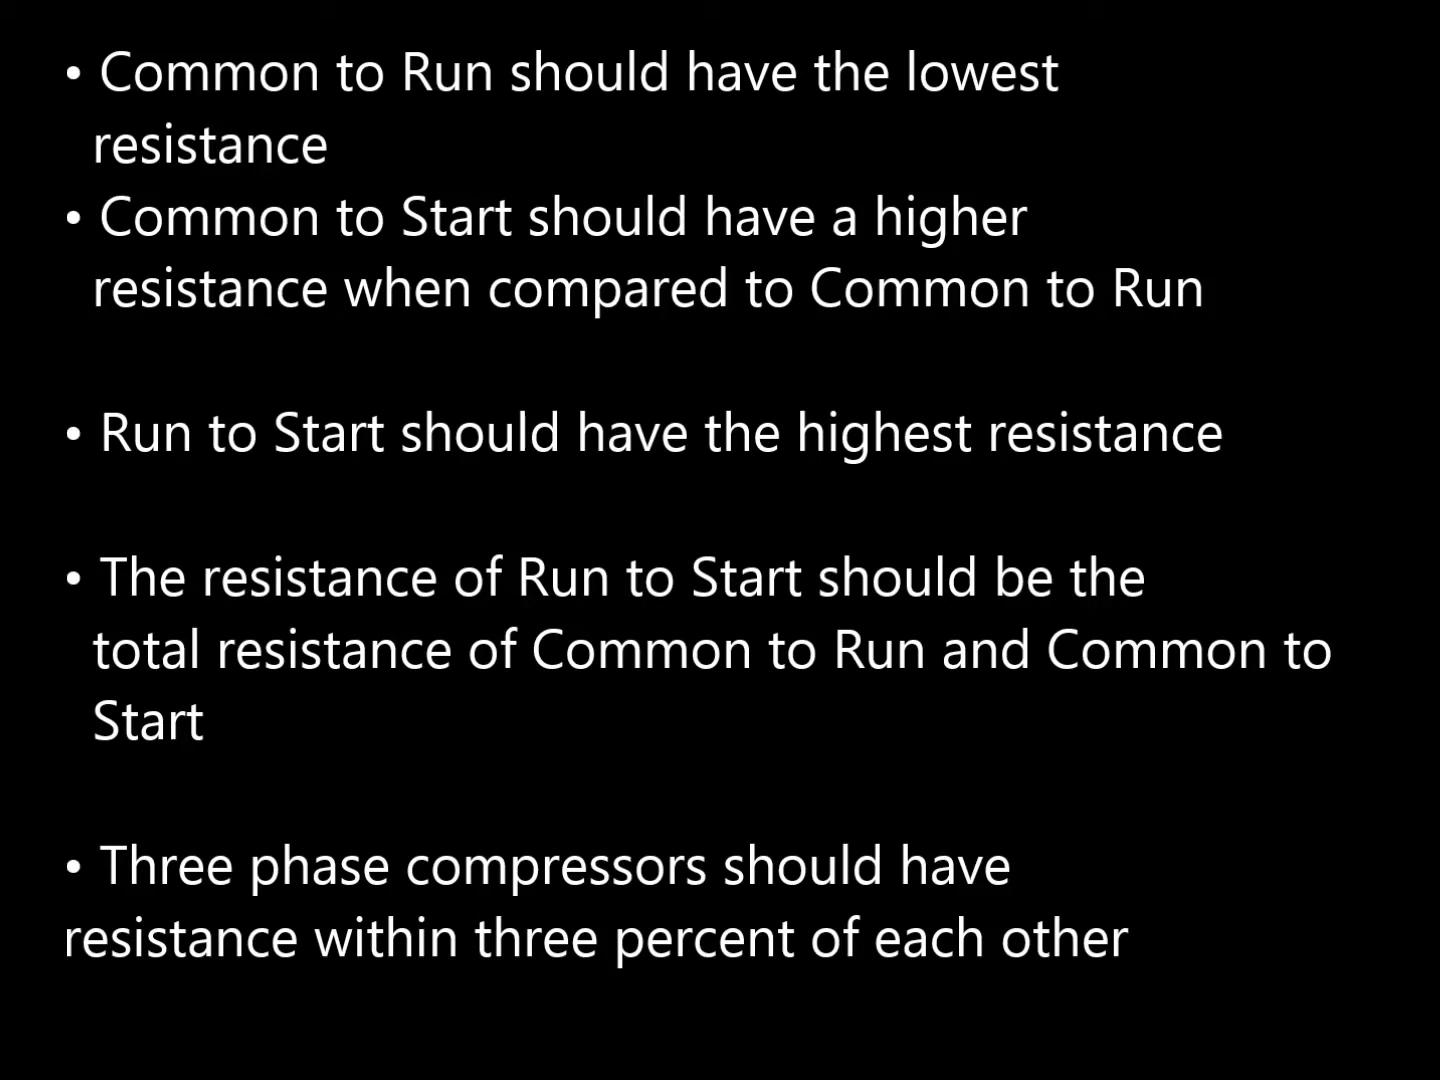 • Common to Run should have the lowest
resistance
• Common to Start should have a higher
resistance when compared to Common to Run
• Run to Start should have the highest resistance
• The resistance of Run to Start should be the
total resistance of Common to Run and Common to
Start
• Three phase compressors should have
resistance within three percent of each other